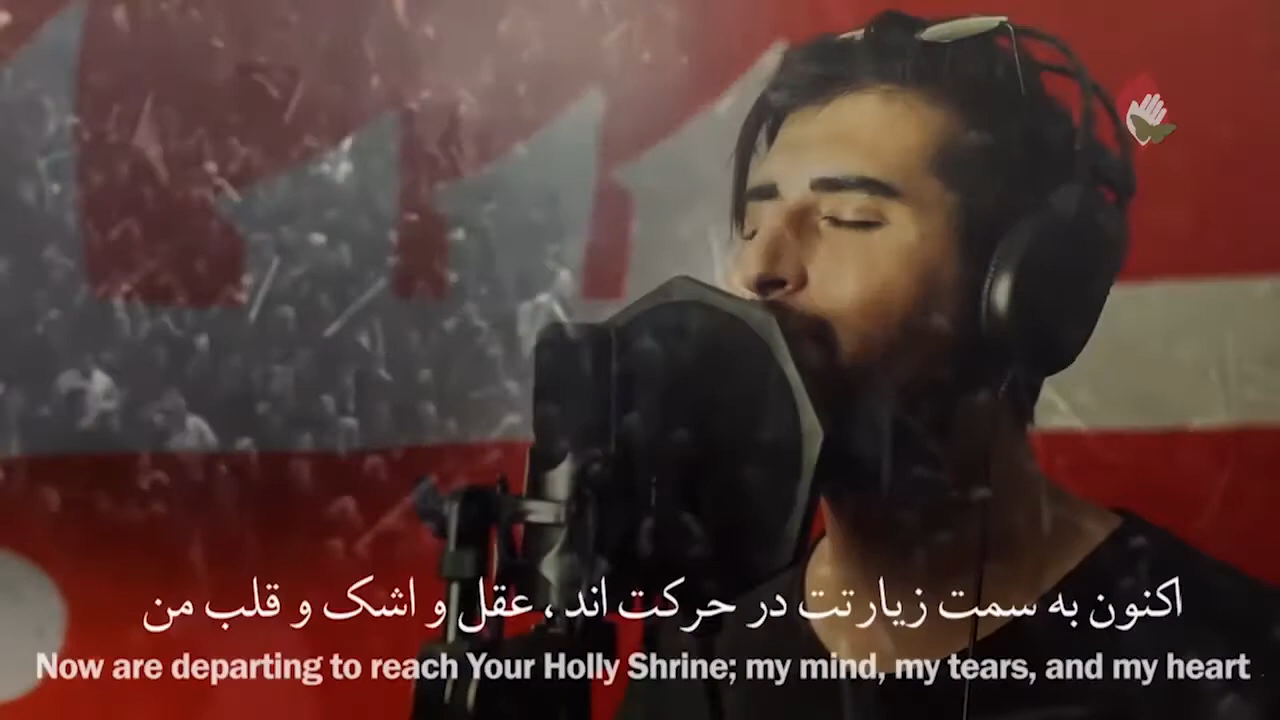 اکنون به سمت زیارتت در حرکت اند ، عقل و اشک و قلب من
Now are departing to reach Your Holly Shrine; my mind, my tears, and my heart